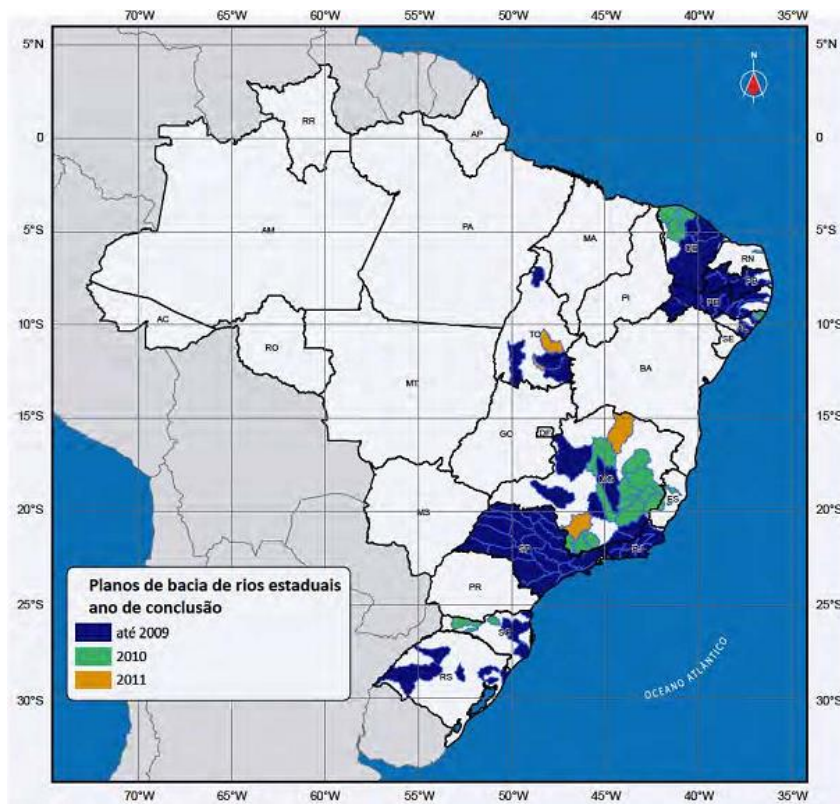 70°W 65°W 60°W 55°W 50°W 45°W 40°W 35°W
5°N 5°N
RR
AP
0 0
AM
PA
MA
CE
RN
5°S 5°S
PB
PI
PE
AC
TO
AL
10°S 10°S
RO
SE
MT
BA
15°S 15°S
GO
DF
MG
ES
20°S 20°S
MS
SP
RJ
PR
25°S 25°S
SC
RS
30°S 30°S
Planos de bacia de rios estaduais
ano de conclusão
até 2009
2010
2011
OCEANO ATLÂNTICO
70°W 65°W 60°W 55°W 50°W 45°W 40°W 35°W